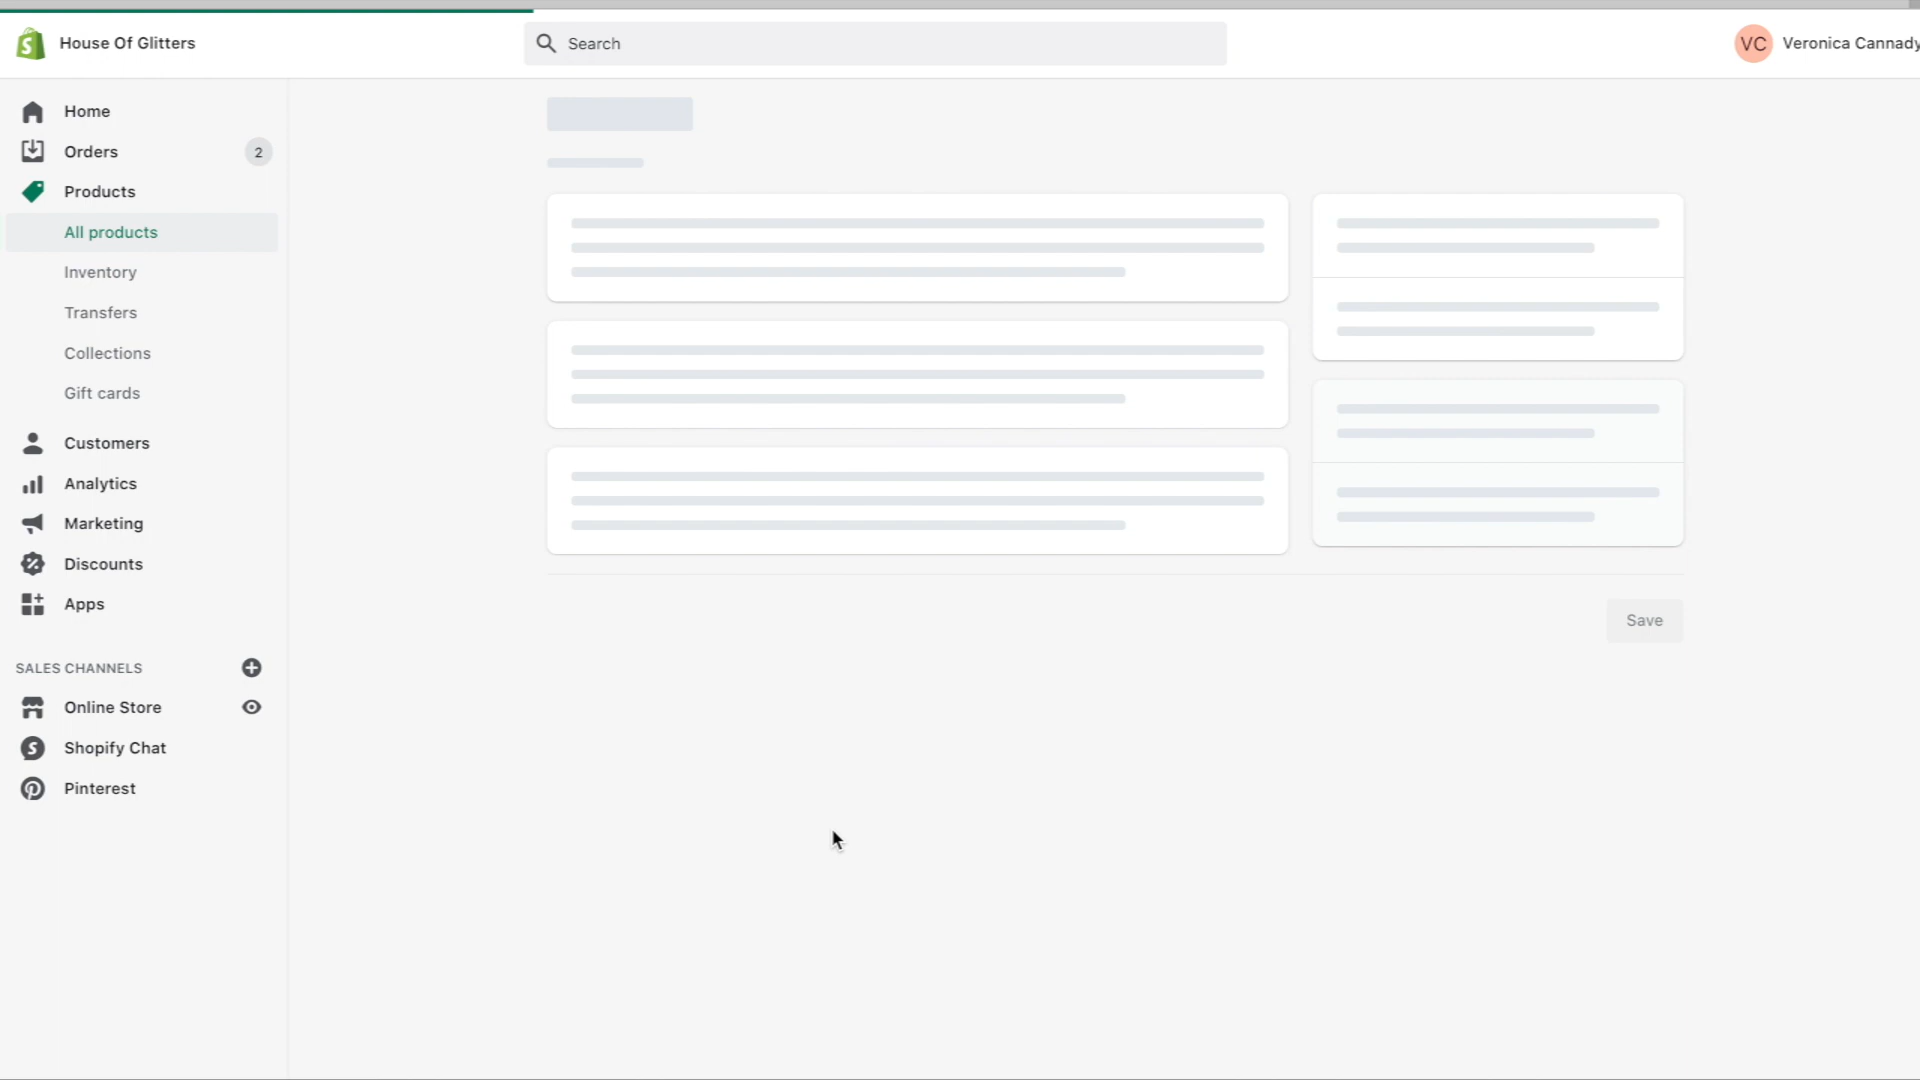 House Of Glitters
Search
VC
Veronica Cannady
Home
Orders
2
Products
All products
Inventory
Transfers
Collections
Gift cards
Customers
Analytics
Marketing
Discounts
Apps
SALES CHANNELS
Online Store
Shopify Chat
Pinterest
Save